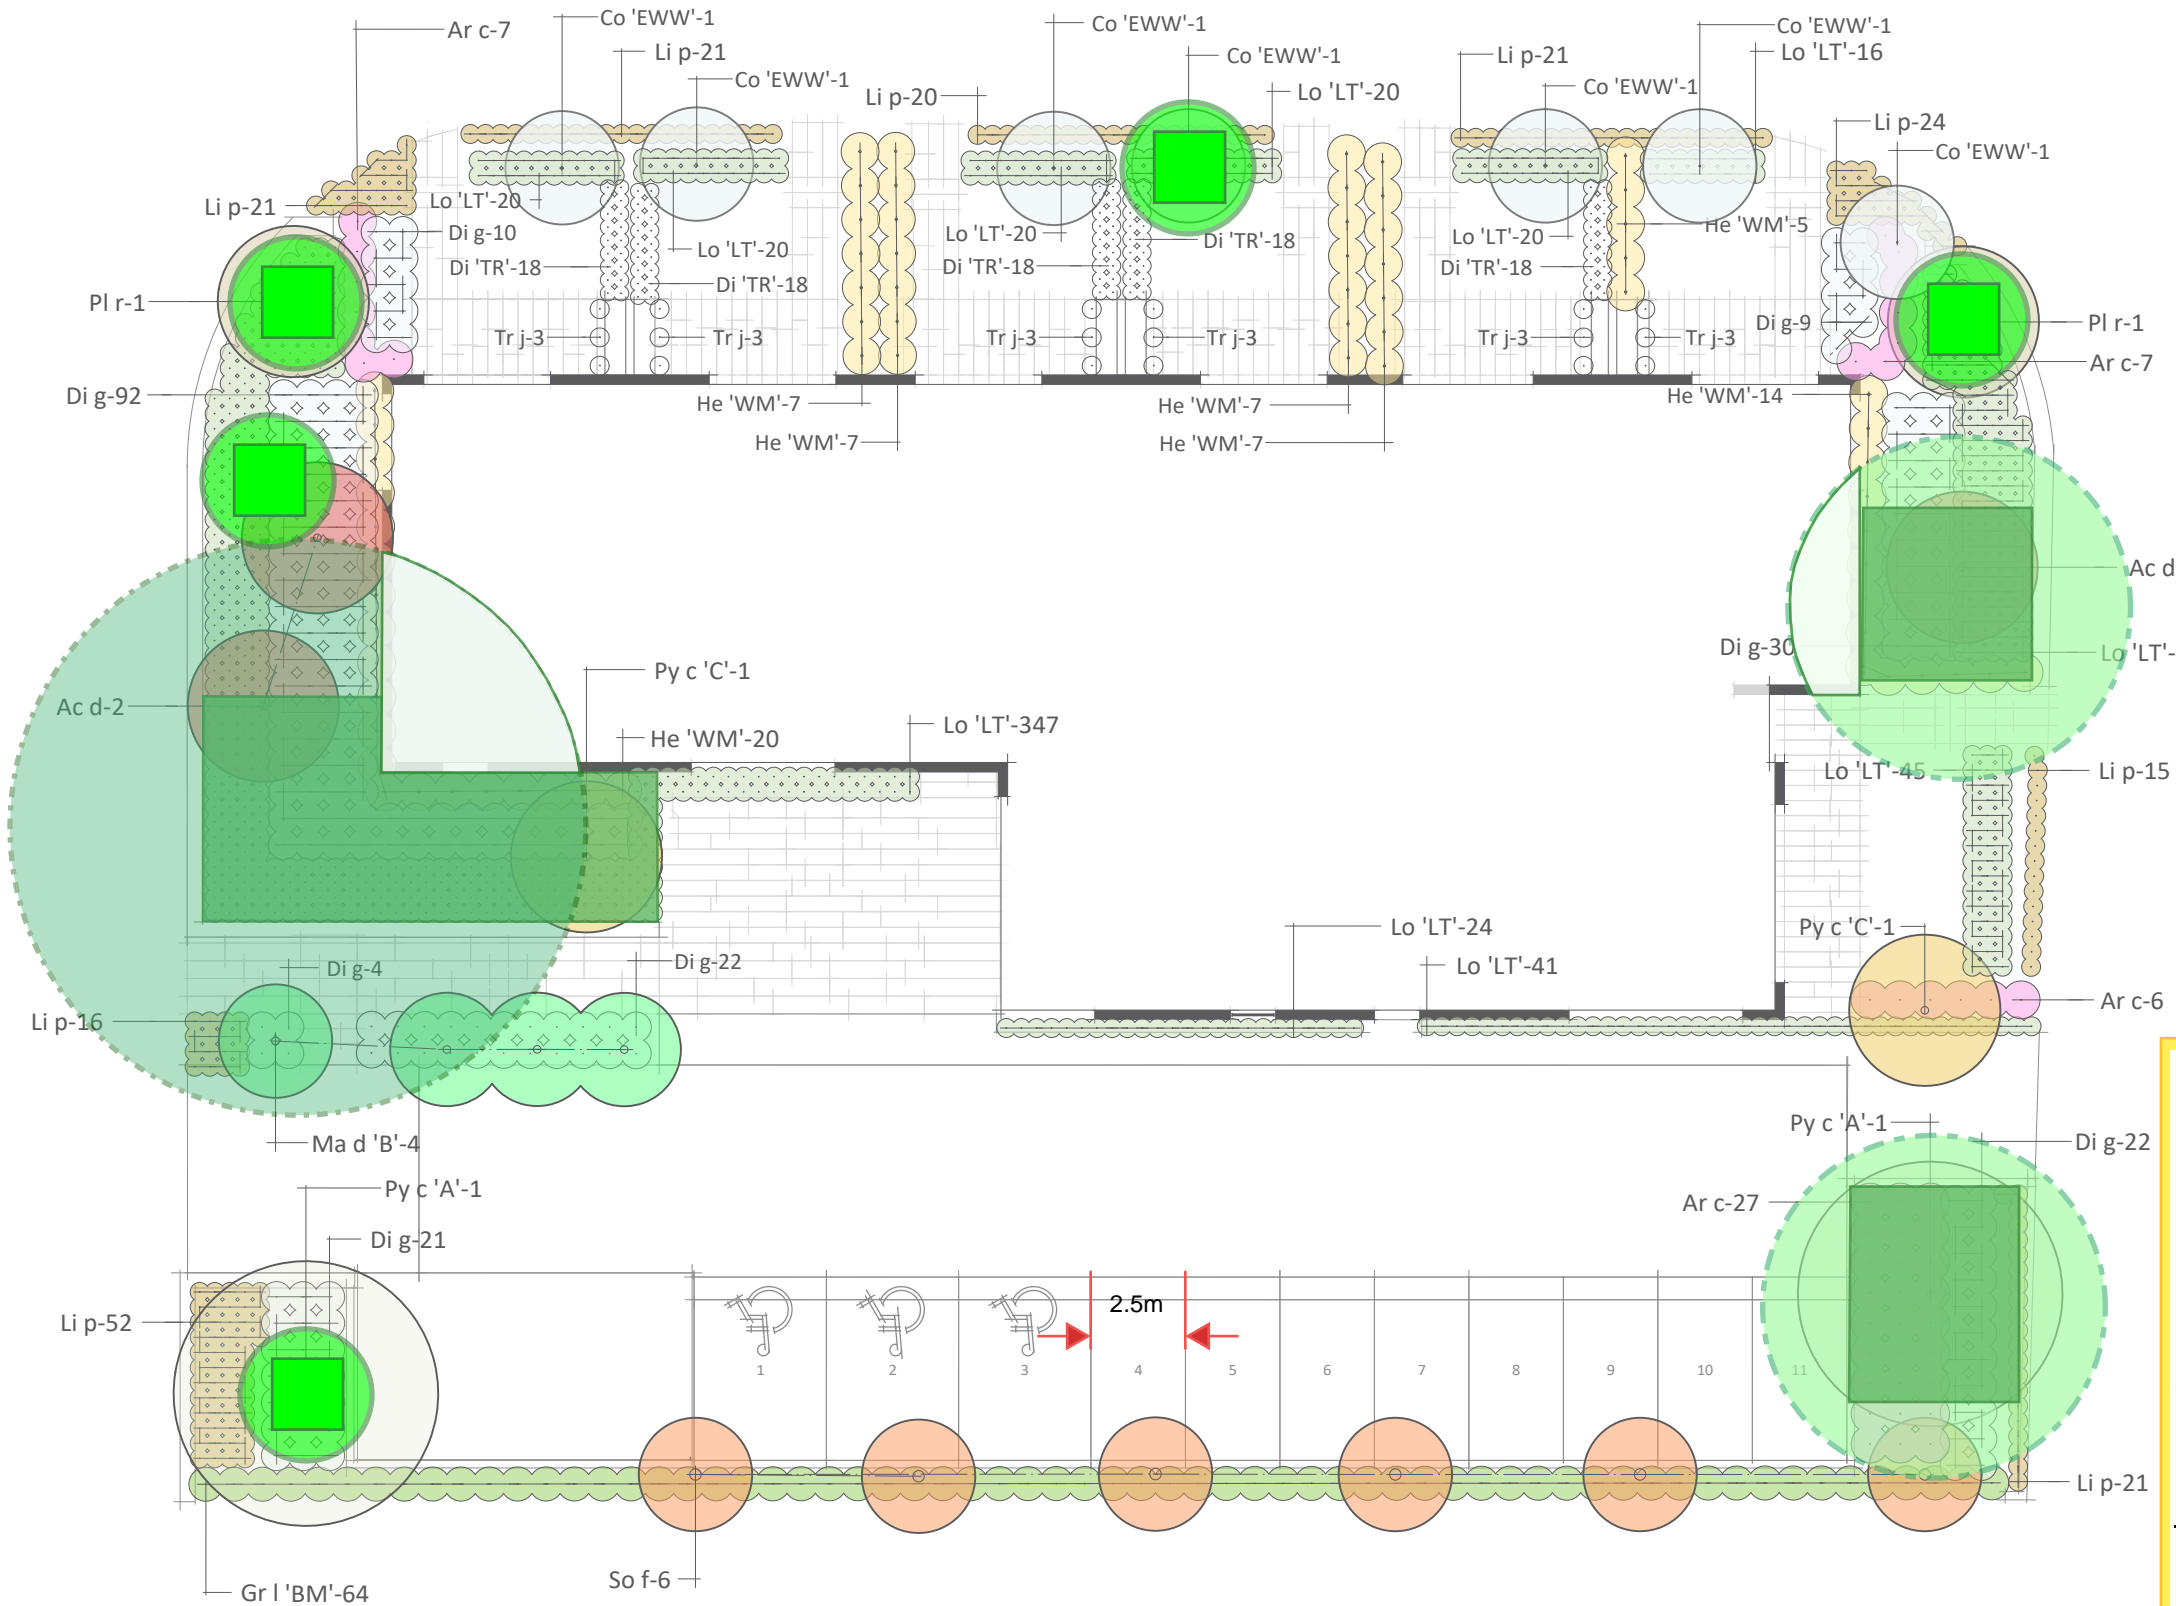 Co 'EWW'-1
Ar c-7
Co 'EWW'-1
Co 'EWW'-1
Li p-21
Li p-21
Lo 'LT'-16
Co 'EWW'-1
Co 'EWW'-1
Co 'EWW'-1
Li p-20
Lo 'LT'-20
Li p-24
Co 'EWW'-1
Li p-21
Lo 'LT'-20
Di g-10
Lo 'LT'-20
Lo 'LT'-20
Di 'TR'-18
Lo 'LT'-20
He 'WM'-5
Di 'TR'-18
Di 'TR'-18
Di 'TR'-18
Di 'TR'-18
Pl r-1
Di g-9
Pl r-1
Tr j-3
Tr j-3
Tr j-3
Tr j-3
Tr j-3
Tr j-3
Ar c-7
Di g-92
He 'WM'-7
He 'WM'-7
He 'WM'-14
He 'WM'-7
He 'WM'-7
Ac d
Di g-30
Lo 'LT'-
Py c 'C'-1
Ac d-2
He 'WM'-20
Lo 'LT'-347
Lo 'LT'-45
Li p-15
Lo 'LT'-24
Py c 'C'-1
Di g-4
Di g-22
Lo 'LT'-41
Ar c-6
Li p-16
Ma d 'B'-4
Py c 'A'-1
Di g-22
Py c 'A'-1
Ar c-27
Di g-21
Li p-52
2.5m
1
2
3
4
5
6
7
8
9
10
11
Li p-21
So f-6
Gr l 'BM'-64